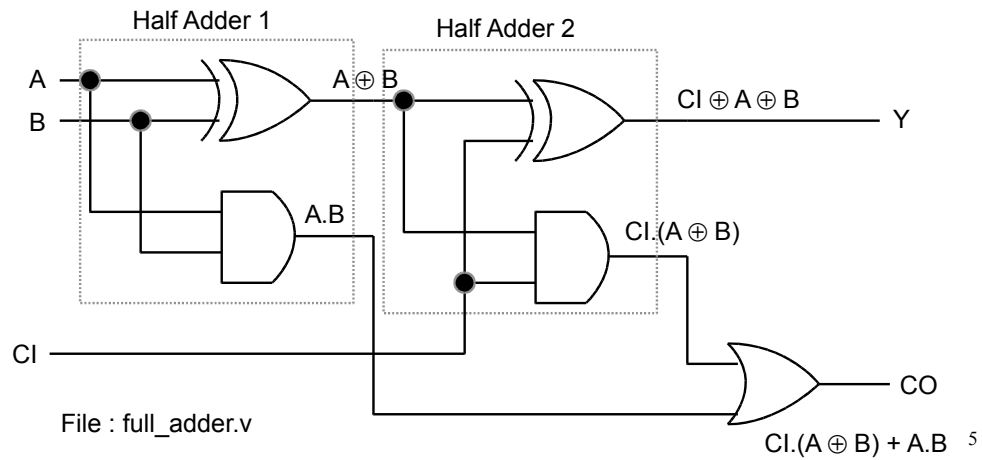 Half Adder 1
Half Adder 2
A
A ⊕ B
CI ⊕ A ⊕ B
B
Y
A.B
CI.(A ⊕ B)
CI
CO
File : full_adder.v
CI.(A ⊕ B) + A.B
5